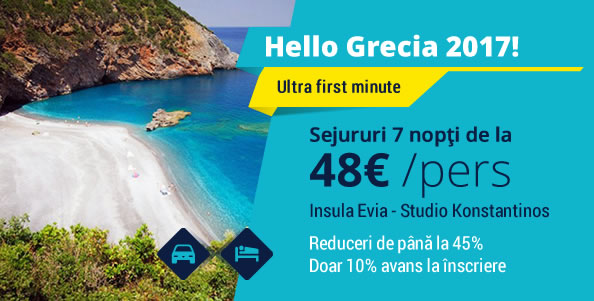 Hello Grecia 2017!
Ultra first minute
Sejururi 7 nopţi de la
48€ /pers
Insula Evia - Studio Konstantinos
Reduceri de până la 45%
Doar 10% avans la înscriere